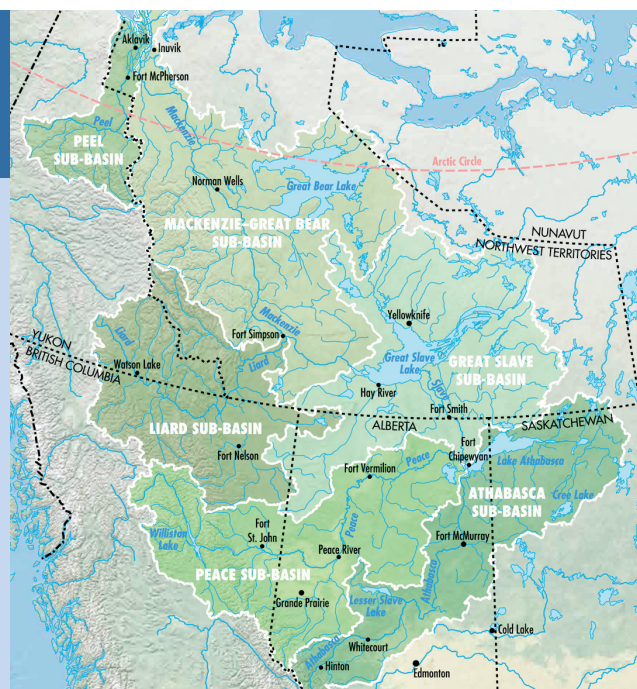 Aklavik
Inuvik
Fort McPherson
Peel
Mackenzie
PEEL
SUB-BASIN
Arctic Circle
Norman Wells
Great Bear Lake
MACKENZIE–GREAT BEAR
SUB-BASIN
NUNAVUT
NORTHWEST TERRITORIES
Yellowknife
Mackenzie
Fort Simpson
Liard
Liard
YUKON
BRITISH COLUMBIA
Watson Lake
Great Slave
Lake
GREAT SLAVE
SUB-BASIN
Hay River
Slave
Fort Smith
ALBERTA
SASKATCHEWAN
LIARD SUB-BASIN
Fort Nelson
Fort
Chipewyan
Peace
Lake Athabasca
Fort Vermilion
ATHABASCA
SUB-BASIN
Cree Lake
Williston
Lake
Fort
St. John
Peace
Peace River
Fort McMurray
PEACE SUB-BASIN
Grande Prairie
Lesser Slave
Lake
Athabasca
Cold Lake
Whitecourt
Athabasca
Hinton
Edmonton